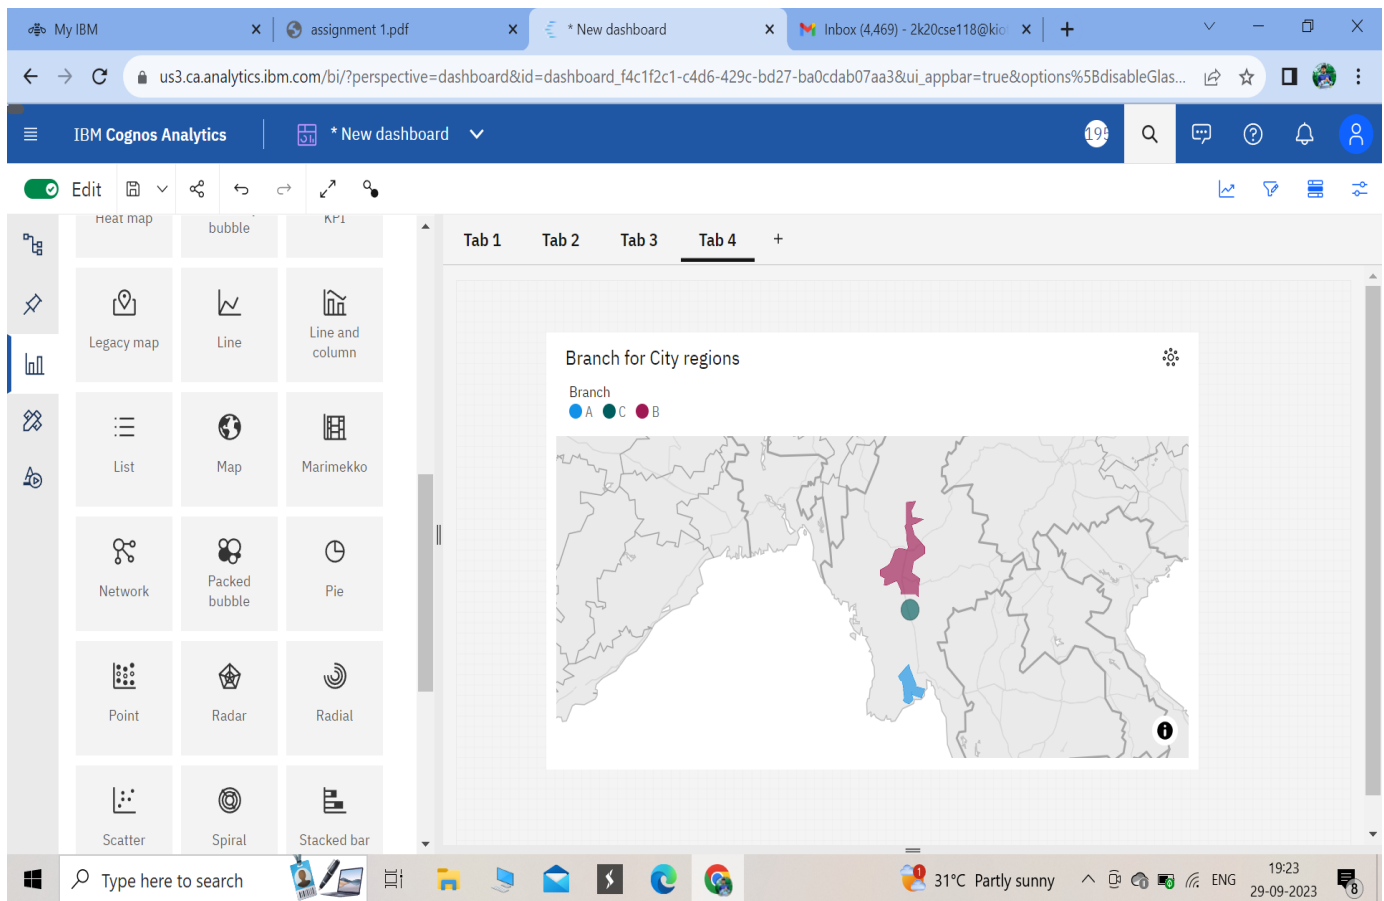 My IBM
assignment 1.pdf
* New dashboard
Inbox (4,469) - 2k20cse118@kio
us3.ca.analytics.ibm.com/bi/?perspective=dashboard&id=dashboard_f4c1f2c1-c4d6-429c-bd27-ba0cdab07aa3&ui_appbar=true&options%5BdisableGlas...
IBM Cognos Analytics
* New dashboard
195
Edit
Heat map
bubble
KPI
Tab 1
Tab 2
Tab 3
Tab 4
Legacy map
Line
Line and
column
Branch for City regions
Branch
A C B
List
Map
Marimekko
Network
Packed
bubble
Pie
Point
Radar
Radial
Scatter
Spiral
Stacked bar
Type here to search
1
31°C Partly sunny
ENG
19:23
29-09-2023
8